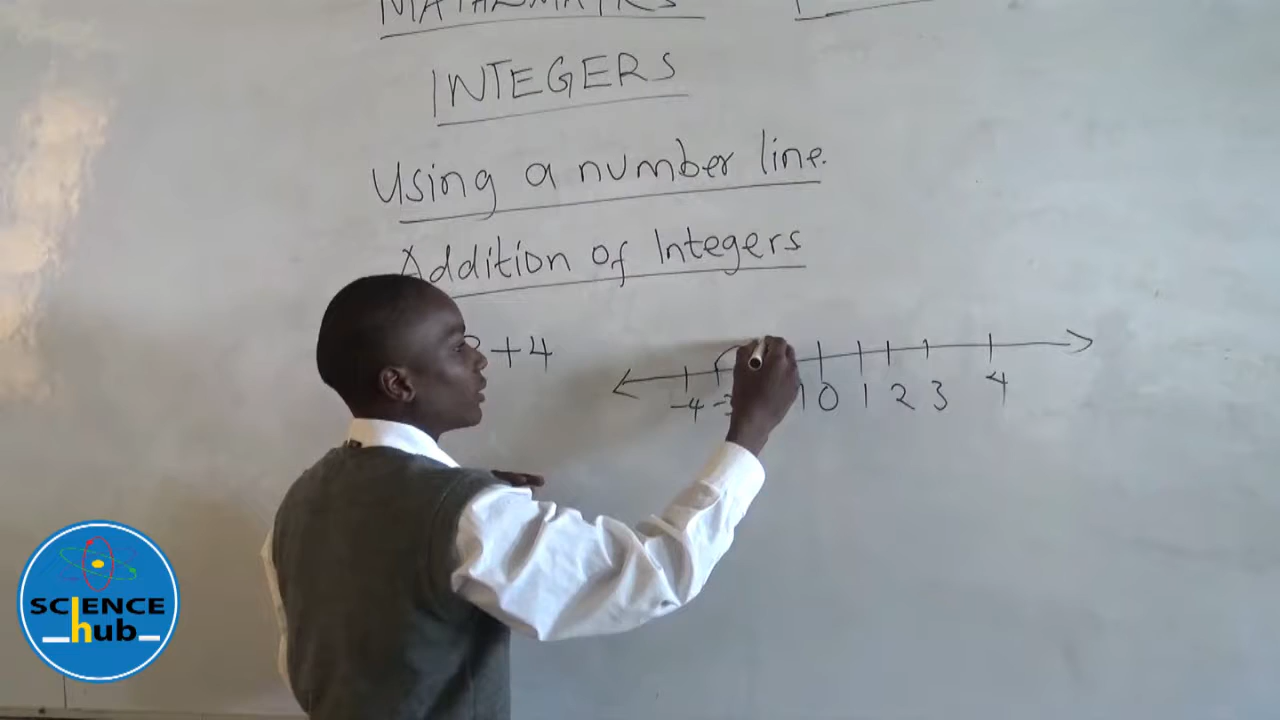 INTEGERS
Using a number line.
Addition of Integers
+4
-4 0 1 2 3 4
SCIENCE
hub